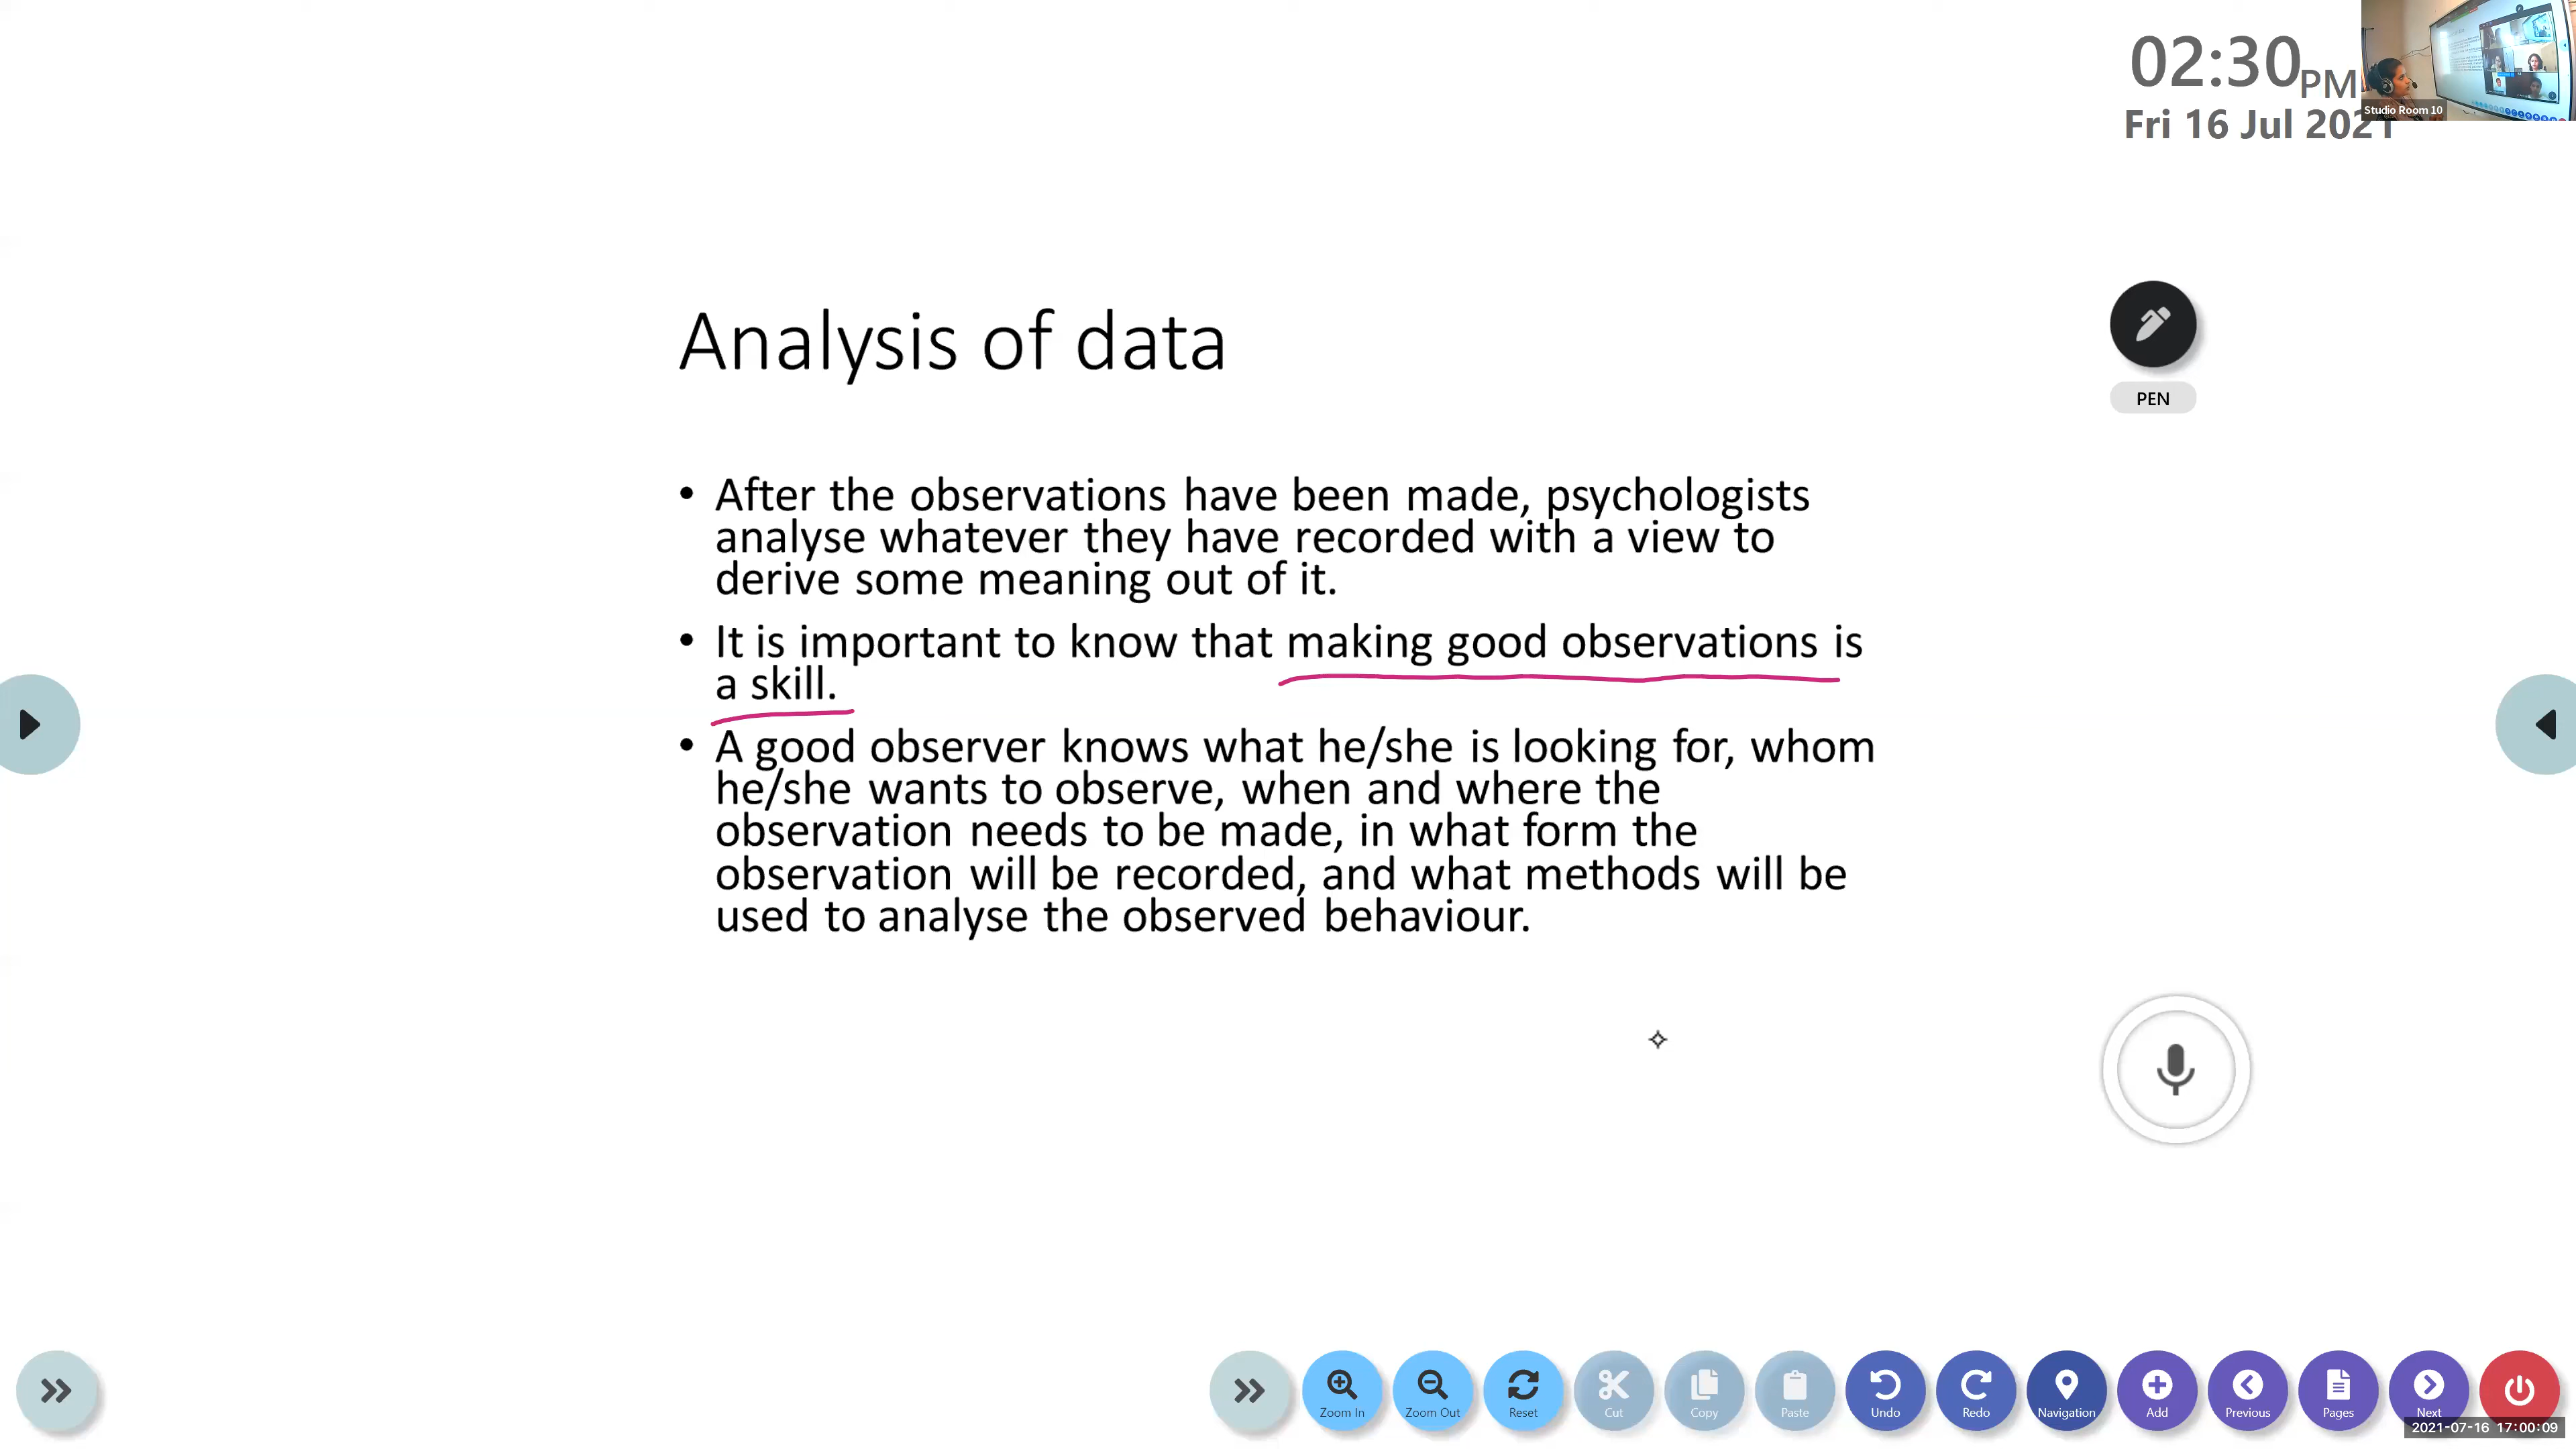 02:30PM
Studio Room 10
Fri 16 Jul 2021
Analysis of data
PEN
• After the observations have been made, psychologists
analyse whatever they have recorded with a view to
derive some meaning out of it.
• It is important to know that making good observations is
a skill.
• A good observer knows what he/she is looking for, whom
he/she wants to observe, when and where the
observation needs to be made, in what form the
observation will be recorded, and what methods will be
used to analyse the observed behaviour.
Zoom In
Zoom Out
Reset
Cut
Copy
Paste
Undo
Redo
Navigation
Add
Previous
Pages
Next
2021-07-16 17:00:09